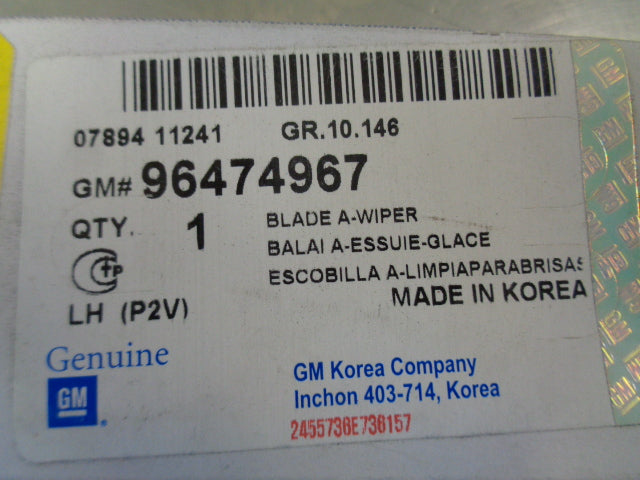 07894 11241 GR.10.146
GM# 96474967
QTY. 1
BLADE A-WIPER
BALAI A-ESSUIE-GLACE
ESCOBILLA A-LIMPIAPARABRISAS
MADE IN KOREA
LH (P2V)
Genuine
GM
GM Korea Company
Inchon 403-714, Korea
2455736E736157